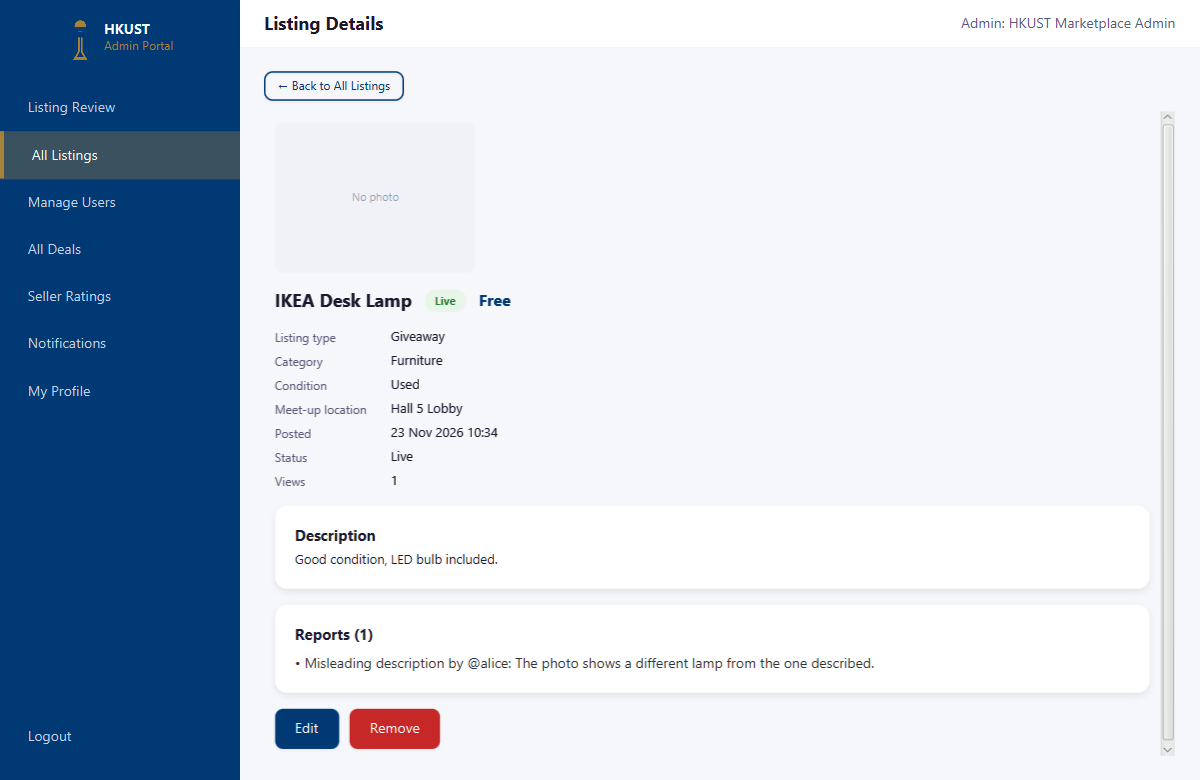 HKUST
Admin Portal
Listing Review
All Listings
Manage Users
All Deals
Seller Ratings
Notifications
My Profile
Logout
Listing Details
Admin: HKUST Marketplace Admin
← Back to All Listings
No photo
IKEA Desk Lamp Live Free
Listing type Giveaway
Category Furniture
Condition Used
Meet-up location Hall 5 Lobby
Posted 23 Nov 2026 10:34
Status Live
Views 1
Description
Good condition, LED bulb included.
Reports (1)
• Misleading description by @alice: The photo shows a different lamp from the one described.
Edit Remove